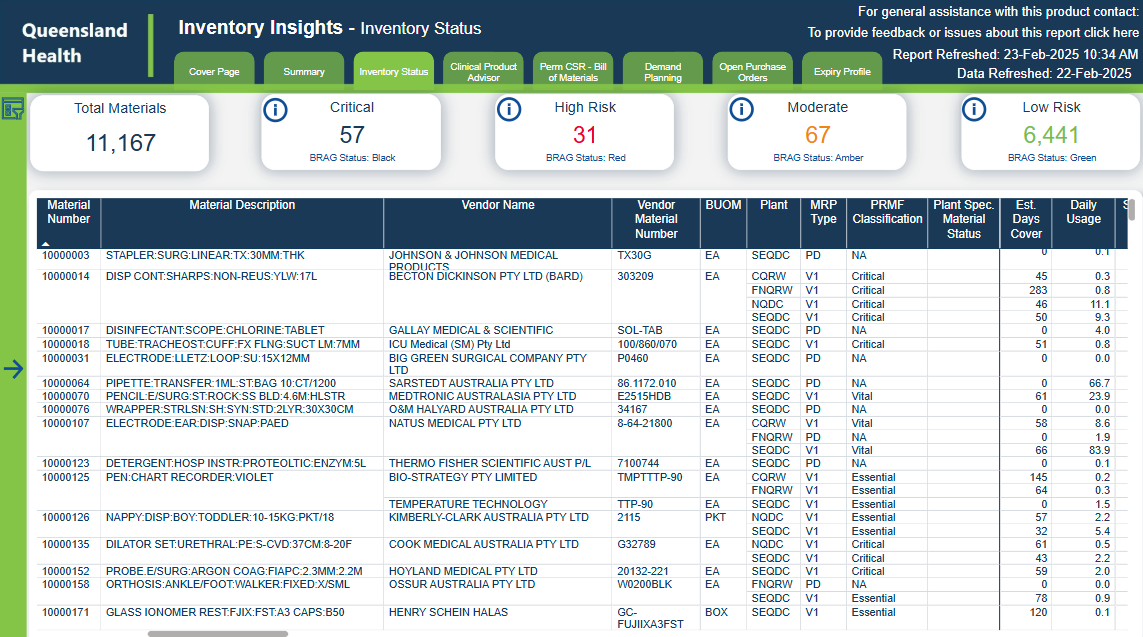 For general assistance with this product contact:
Queensland Health
Inventory Insights - Inventory Status
To provide feedback or issues about this report click here
Report Refreshed: 23-Feb-2025 10:34 AM
Data Refreshed: 22-Feb-2025
Cover Page
Summary
Inventory Status
Clinical Product Advisor
Perm CSR - Bill of Materials
Demand Planning
Open Purchase Orders
Expiry Profile
Total Materials
11,167
Critical
57
BRAG Status: Black
High Risk
31
BRAG Status: Red
Moderate
67
BRAG Status: Amber
Low Risk
6,441
BRAG Status: Green
Material Number Material Description Vendor Name Vendor Material Number BUOM Plant MRP Type PRMF Classification Plant Spec. Material Status Est. Days Cover Daily Usage S
10000003 STAPLER:SURG:LINEAR:TX:30MM:THK JOHNSON & JOHNSON MEDICAL PRODUCTS TX30G EA SEQDC PD NA 0 0.1
10000014 DISP CONT:SHARPS:NON-REUS:YLW:17L BECTON DICKINSON PTY LTD (BARD) 303209 EA CQRW V1 Critical 45 0.3
FNQRW V1 Critical 283 0.8
NQDC V1 Critical 46 11.1
SEQDC V1 Critical 50 9.3
10000017 DISINFECTANT:SCOPE:CHLORINE:TABLET GALLAY MEDICAL & SCIENTIFIC SOL-TAB EA SEQDC PD NA 0 4.0
10000018 TUBE:TRACHEOST:CUFF:FX FLNG:SUCT LM:7MM ICU Medical (SM) Pty Ltd 100/860/070 EA SEQDC V1 Critical 51 0.8
10000031 ELECTRODE:LLETZ:LOOP:SU:15X12MM BIG GREEN SURGICAL COMPANY PTY LTD P0460 EA SEQDC PD NA 0 0.0
10000064 PIPETTE:TRANSFER:1ML:ST:BAG 10:CT/1200 SARSTEDT AUSTRALIA PTY LTD 86.1172.010 EA SEQDC PD NA 0 66.7
10000070 PENCIL:E/SURG:ST:ROCK:SS BLD:4.6M:HLSTR MEDTRONIC AUSTRALASIA PTY LTD E2515HDB EA SEQDC V1 Vital 61 23.9
10000076 WRAPPER:STRLSN:SH:SYN:STD:2LYR:30X30CM O&M HALYARD AUSTRALIA PTY LTD 34167 EA SEQDC PD NA 0 0.0
10000107 ELECTRODE:EAR:DISP:SNAP:PAED NATUS MEDICAL PTY LTD 8-64-21800 EA CQRW V1 Vital 58 8.6
FNQRW PD NA 0 1.9
SEQDC V1 Vital 66 83.9
10000123 DETERGENT:HOSP INSTR:PROTEOLTIC:ENZYM:5L THERMO FISHER SCIENTIFIC AUST P/L 7100744 EA SEQDC PD NA 0 0.1
10000125 PEN:CHART RECORDER:VIOLET BIO-STRATEGY PTY LIMITED TMPTTTP-90 EA CQRW V1 Essential 145 0.2
FNQRW V1 Essential 64 0.3
TEMPERATURE TECHNOLOGY TTP-90 EA SEQDC V1 Essential 0 1.5
10000126 NAPPY:DISP:BOY:TODDLER:10-15KG:PKT/18 KIMBERLY-CLARK AUSTRALIA PTY LTD 2115 PKT NQDC V1 Essential 57 2.2
SEQDC V1 Essential 32 5.4
10000135 DILATOR SET:URETHRAL:PE:S-CVD:37CM:8-20F COOK MEDICAL AUSTRALIA PTY LTD G32789 EA NQDC V1 Critical 61 0.5
SEQDC V1 Critical 43 2.2
10000152 PROBE:E/SURG:ARGON COAG:FIAPC:2.3MM:2.2M HOYLAND MEDICAL PTY LTD 20132-221 EA SEQDC V1 Critical 59 2.0
10000158 ORTHOSIS:ANKLE/FOOT:WALKER:FIXED:X/SML OSSUR AUSTRALIA PTY LTD W0200BLK EA FNQRW PD NA 0 0.0
SEQDC V1 Essential 78 0.9
10000171 GLASS IONOMER REST:FJIX:FST:A3 CAPS:B50 HENRY SCHEIN HALAS GC-FUJIIXA3FST BOX SEQDC V1 Essential 120 0.1